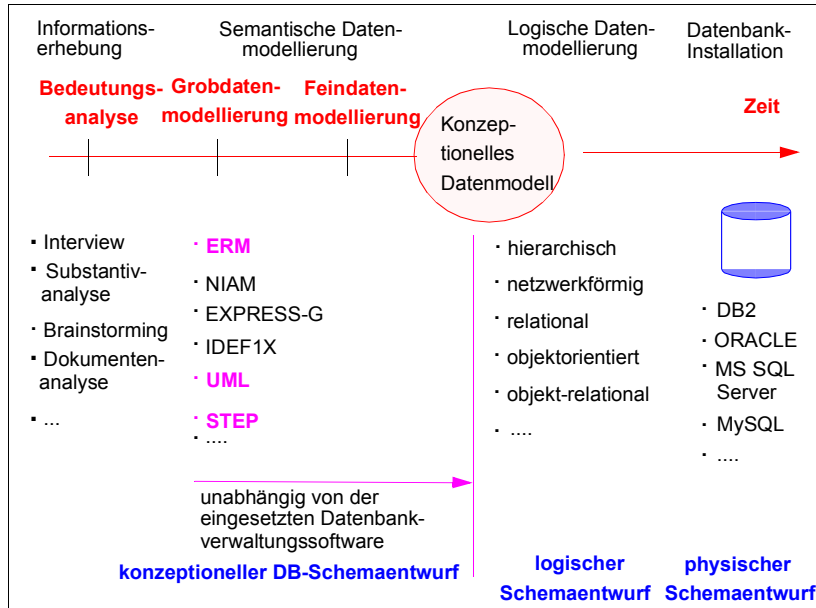 Informations-
erhebung
Semantische Daten-
modellierung
Logische Daten-
modellierung
Datenbank-
Installation
Bedeutungs-
analyse
Grobdaten-
modellierung
Feindaten-
modellierung
Konzep-
tionelles
Datenmodell
Zeit
· Interview
· Substantiv-
analyse
· Brainstorming
· Dokumenten-
analyse
· ...
· ERM
· NIAM
· EXPRESS-G
· IDEF1X
· UML
· STEP
· ....
· hierarchisch
· netzwerkförmig
· relational
· objektorientiert
· objekt-relational
· ....
· DB2
· ORACLE
· MS SQL
Server
· MySQL
· ....
unabhängig von der
eingesetzten Datenbank-
verwaltungssoftware
konzeptioneller DB-Schemaentwurf
logischer
Schemaentwurf
physischer
Schemaentwurf